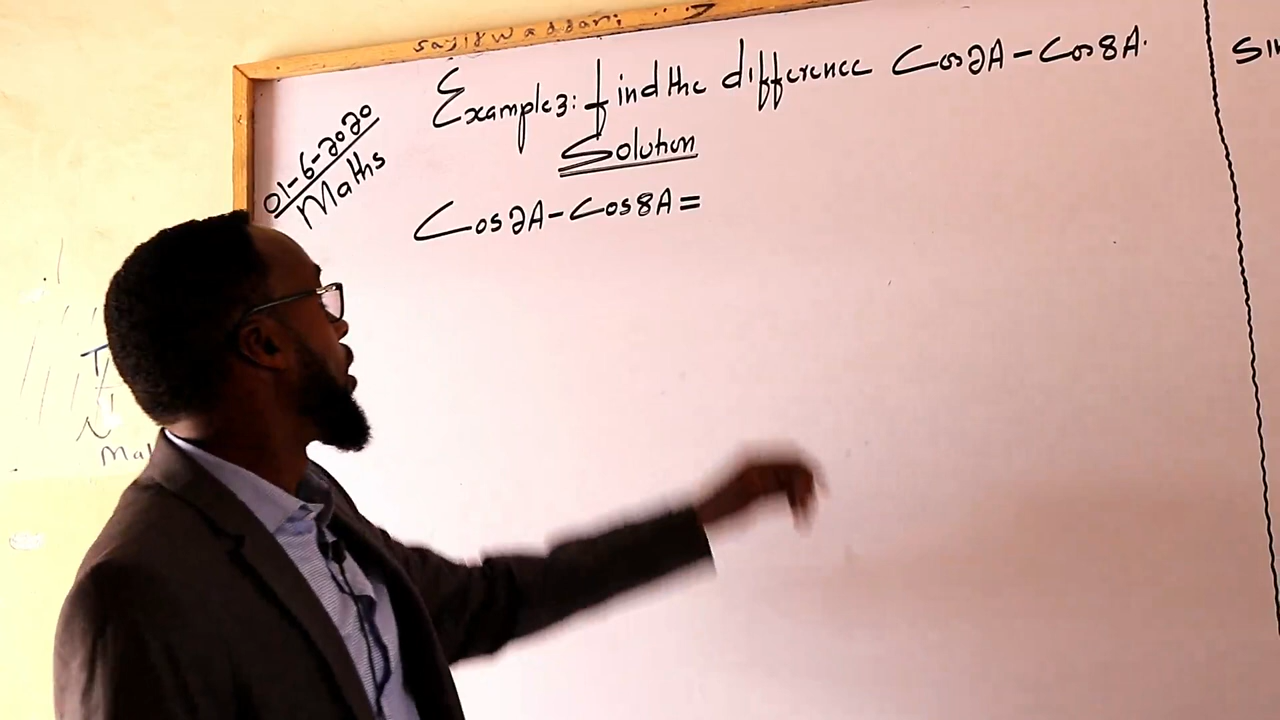 01-6-2020
Maths
Example 3: find the difference Cos2A-Cos8A.
Solution
Cos2A-Cos8A=